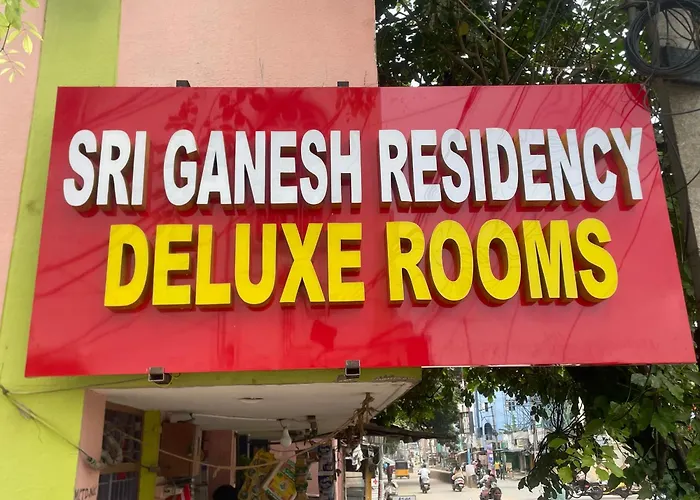 SRI GANESH RESIDENCY
DELUXE ROOMS